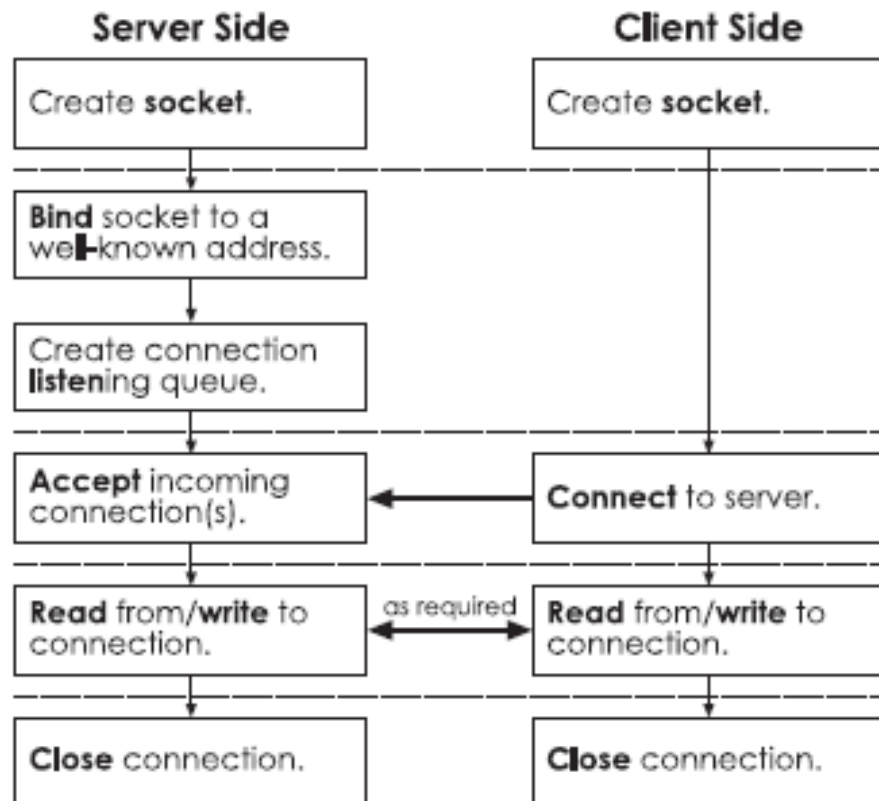 Server Side
Client Side
Create socket.
Create socket.
Bind socket to a
well-known address.
Create connection
listening queue.
Accept incoming
connection(s).
Connect to server.
Read from/write to
connection.
as required
Read from/write to
connection.
Close connection.
Close connection.